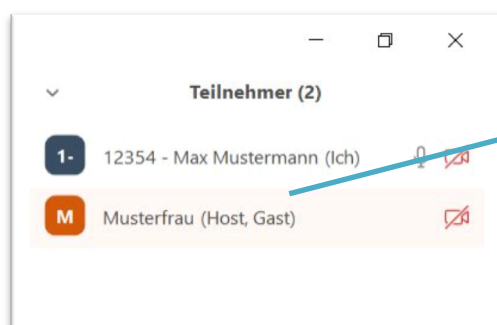 Teilnehmer (2)
1- 12354 - Max Mustermann (Ich)
M Musterfrau (Host, Gast)